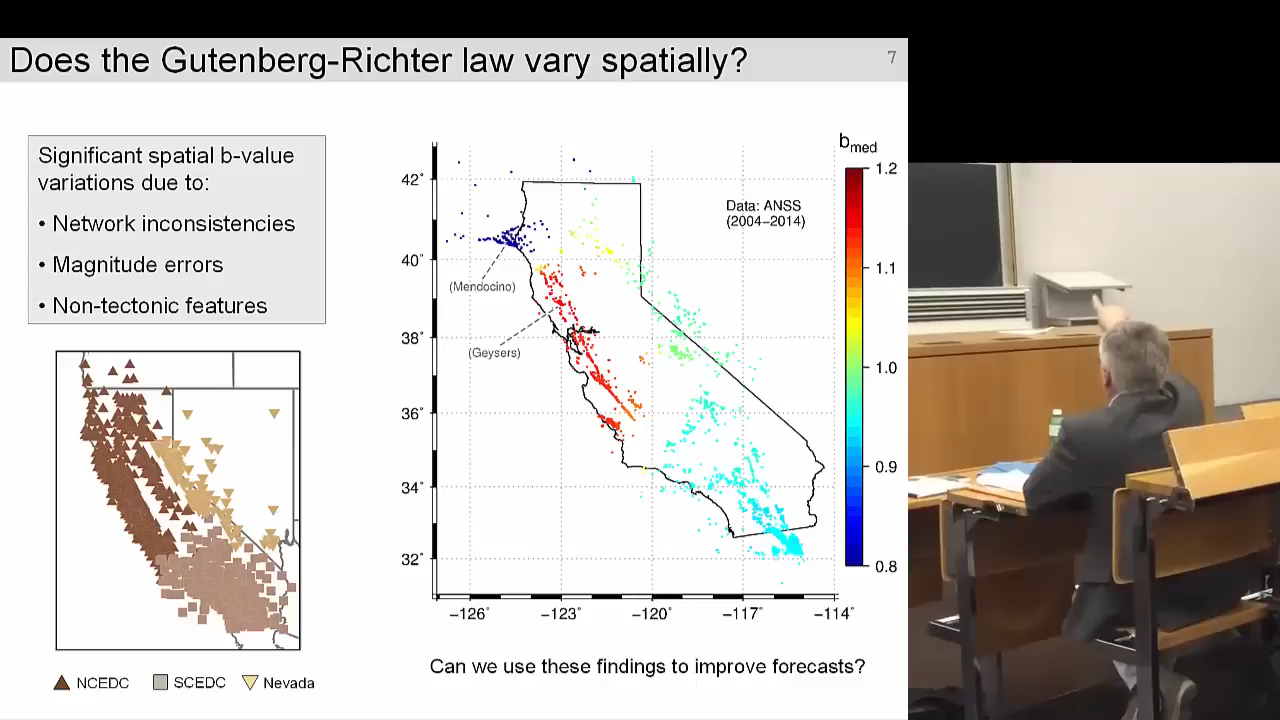 Does the Gutenberg-Richter law vary spatially?
7
Significant spatial b-value
variations due to:
• Network inconsistencies
• Magnitude errors
• Non-tectonic features
NCEDC
SCEDC
Nevada
b_med
Data: ANSS
(2004–2014)
(Mendocino)
(Geysers)
42°
40°
38°
36°
34°
32°
−126°
−123°
−120°
−117°
−114°
1.2
1.1
1.0
0.9
0.8
Can we use these findings to improve forecasts?